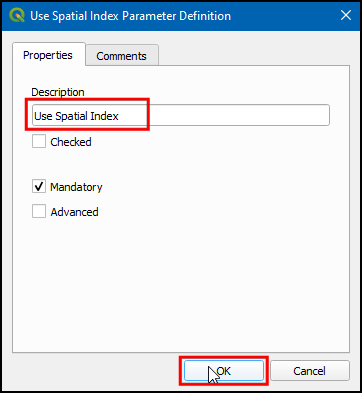 Use Spatial Index Parameter Definition
Properties
Comments
Description
Use Spatial Index
Checked
Mandatory
Advanced
OK
Cancel